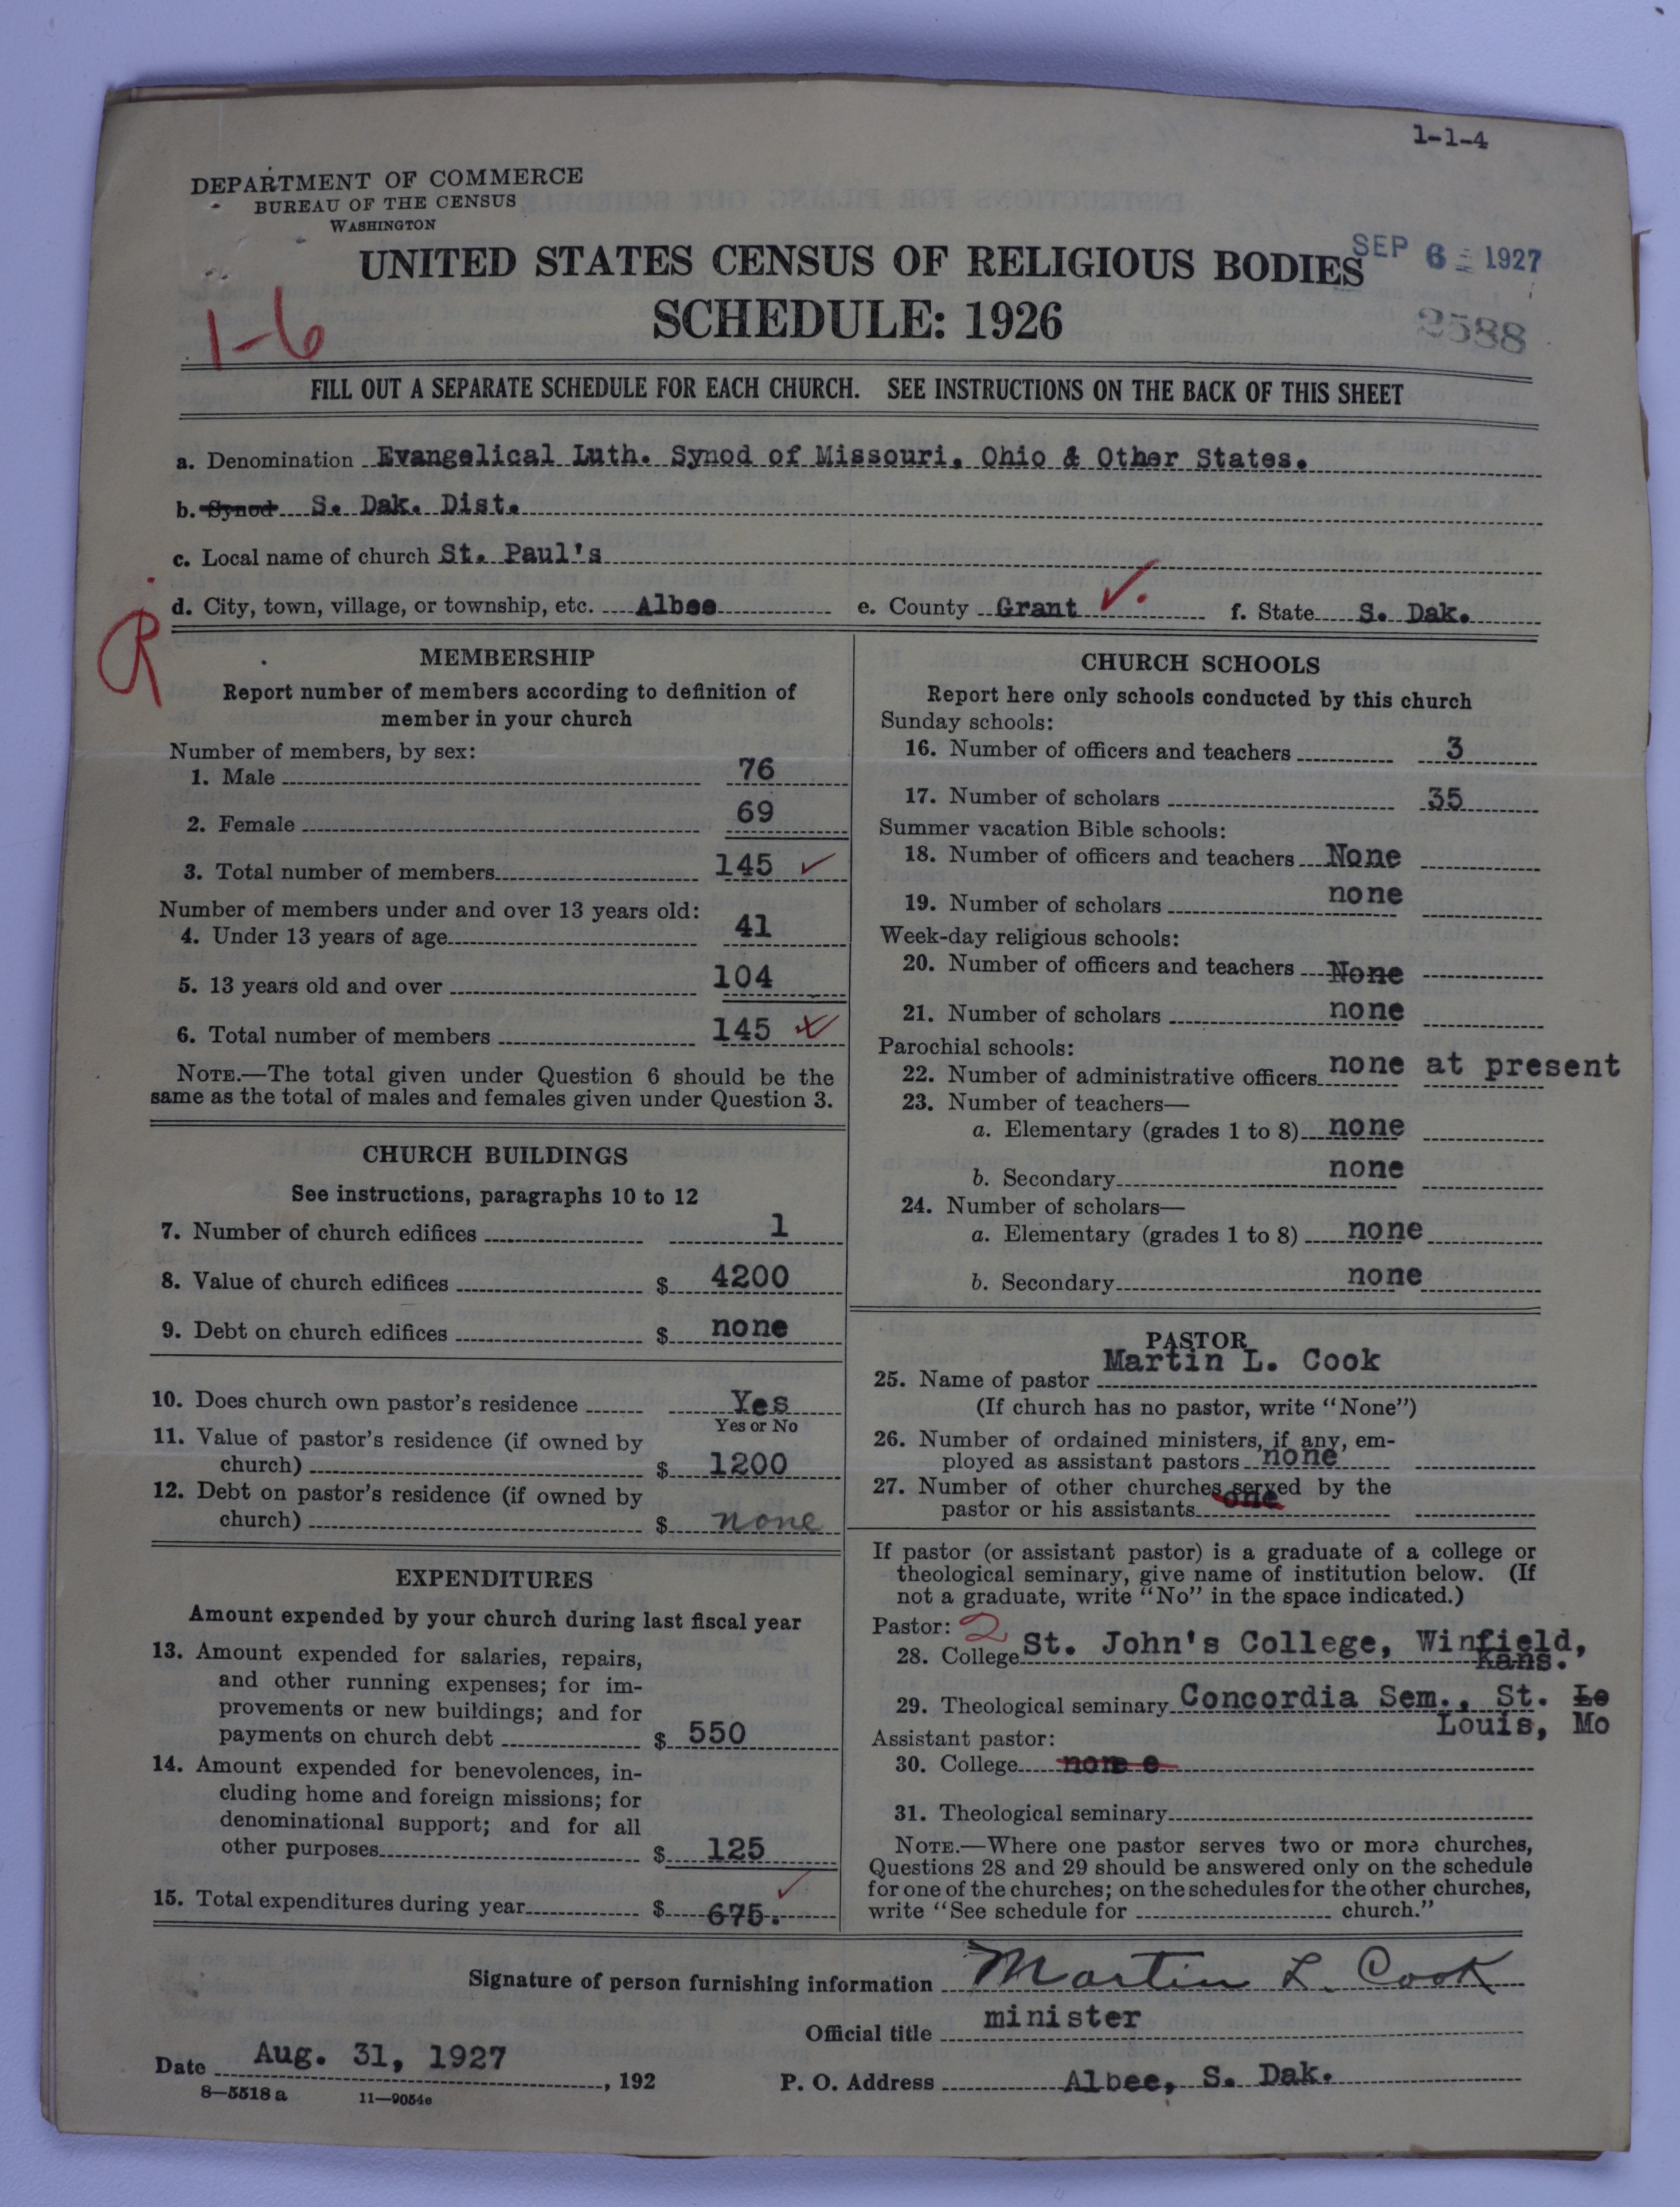 1-1-4
DEPARTMENT OF COMMERCE
BUREAU OF THE CENSUS
WASHINGTON
UNITED STATES CENSUS OF RELIGIOUS BODIES
SEP 6 - 1927
SCHEDULE: 1926
1-6
2588
FILL OUT A SEPARATE SCHEDULE FOR EACH CHURCH. SEE INSTRUCTIONS ON THE BACK OF THIS SHEET
a. Denomination Evangelical Luth. Synod of Missouri, Ohio & Other States.
b. Synod S. Dak. Dist.
c. Local name of church St. Paul's
d. City, town, village, or township, etc. Albee e. County Grant ✓. f. State S. Dak.
R
MEMBERSHIP
Report number of members according to definition of
member in your church
Number of members, by sex:
1. Male 76
2. Female 69
3. Total number of members 145 ✓
Number of members under and over 13 years old:
4. Under 13 years of age 41
5. 13 years old and over 104
6. Total number of members 145 ✓
NOTE.—The total given under Question 6 should be the
same as the total of males and females given under Question 3.
CHURCH BUILDINGS
See instructions, paragraphs 10 to 12
7. Number of church edifices 1
8. Value of church edifices $ 4200
9. Debt on church edifices $ none
10. Does church own pastor's residence Yes
Yes or No
11. Value of pastor's residence (if owned by
church) $ 1200
12. Debt on pastor's residence (if owned by
church) $ none
EXPENDITURES
Amount expended by your church during last fiscal year
13. Amount expended for salaries, repairs,
and other running expenses; for im-
provements or new buildings; and for
payments on church debt $ 550
14. Amount expended for benevolences, in-
cluding home and foreign missions; for
denominational support; and for all
other purposes $ 125
15. Total expenditures during year $ 675. ✓
CHURCH SCHOOLS
Report here only schools conducted by this church
Sunday schools:
16. Number of officers and teachers 3
17. Number of scholars 35
Summer vacation Bible schools:
18. Number of officers and teachers None
19. Number of scholars none
Week-day religious schools:
20. Number of officers and teachers None
21. Number of scholars none
Parochial schools:
22. Number of administrative officers none at present
23. Number of teachers—
a. Elementary (grades 1 to 8) none
b. Secondary none
24. Number of scholars—
a. Elementary (grades 1 to 8) none
b. Secondary none
PASTOR
25. Name of pastor Martin L. Cook
(If church has no pastor, write "None")
26. Number of ordained ministers, if any, em-
ployed as assistant pastors none
27. Number of other churches served by the
pastor or his assistants one
If pastor (or assistant pastor) is a graduate of a college or
theological seminary, give name of institution below. (If
not a graduate, write "No" in the space indicated.)
Pastor: 2
28. College St. John's College, Winfield,
Kans.
29. Theological seminary Concordia Sem., St. Lo
Louis, Mo
Assistant pastor:
30. College none
31. Theological seminary
NOTE.—Where one pastor serves two or more churches,
Questions 28 and 29 should be answered only on the schedule
for one of the churches; on the schedules for the other churches,
write "See schedule for church."
Signature of person furnishing information Martin L. Cook
Official title minister
Date Aug. 31, 1927, 192
P. O. Address Albee, S. Dak.
8—5518 a 11—9054e